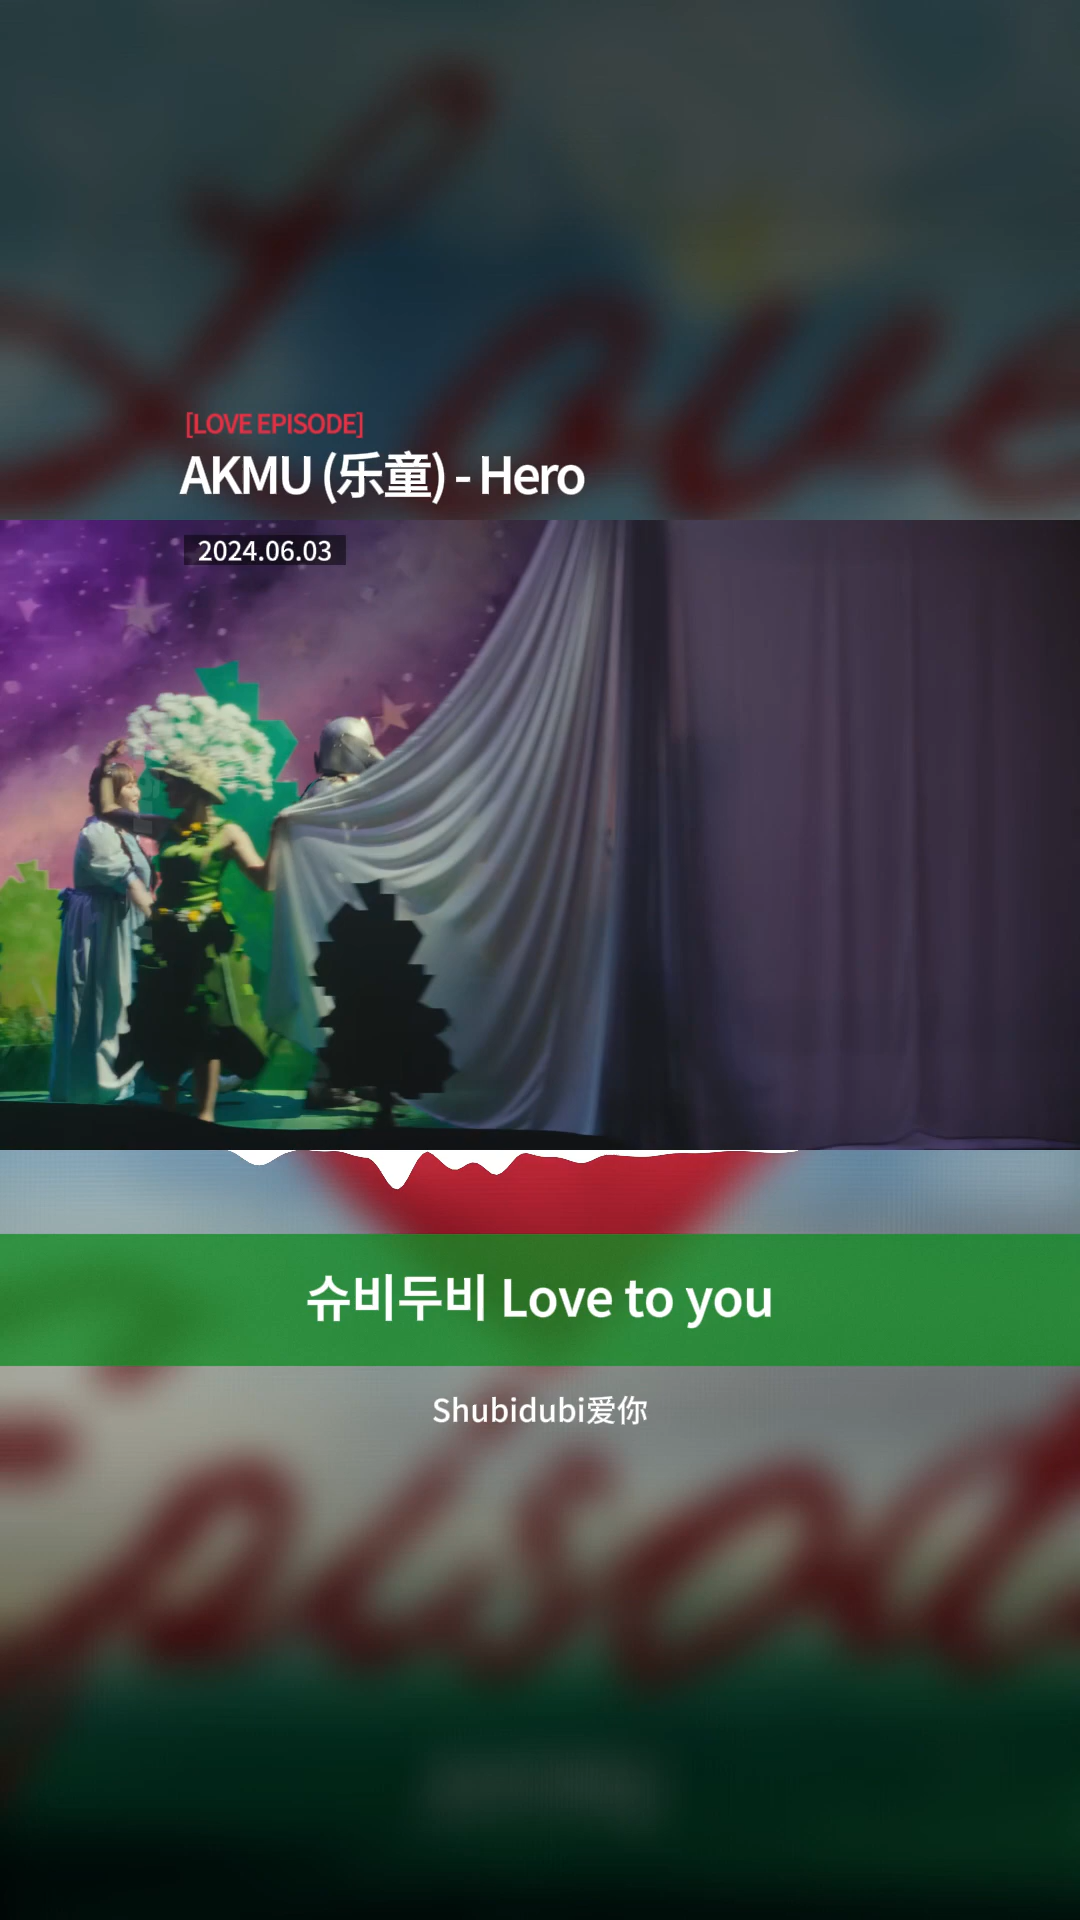 Love
[LOVE EPISODE]
AKMU (乐童) - Hero
2024.06.03
슈비두비 Love to you
Shubidubi爱你